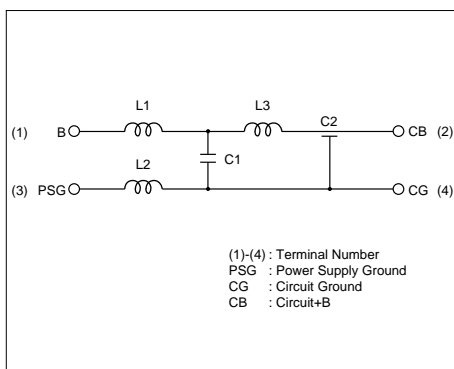 L1
L3
C2
(1)
B
CB
(2)
C1
L2
(3)
PSG
CG
(4)
(1)-(4) : Terminal Number
PSG : Power Supply Ground
CG : Circuit Ground
CB : Circuit+B